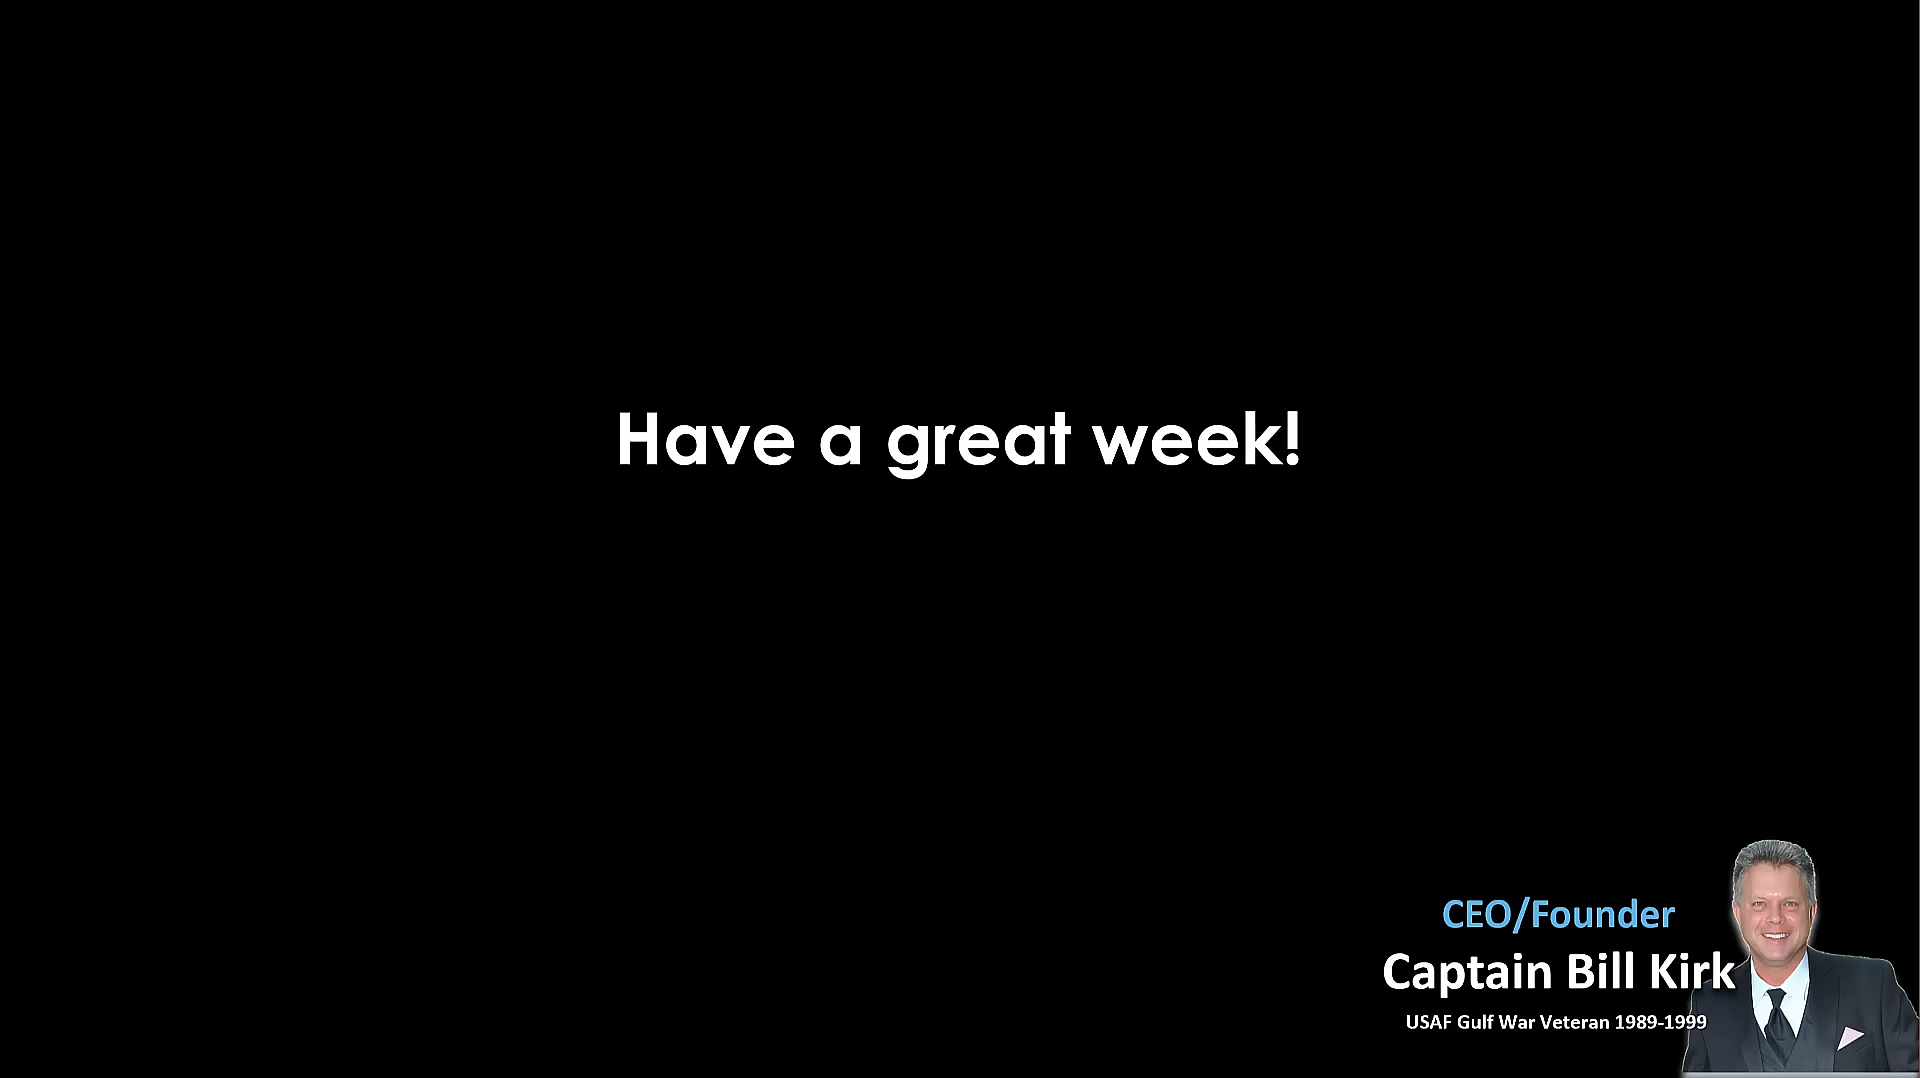 Have a great week!
CEO/Founder
Captain Bill Kirk
USAF Gulf War Veteran 1989-1999